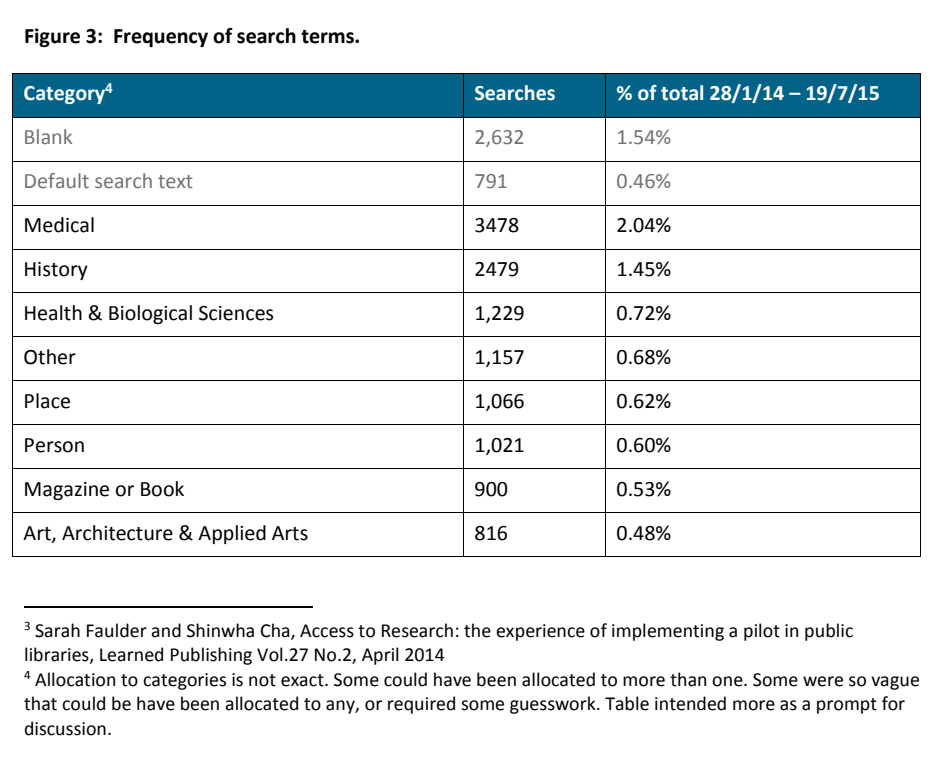 Figure 3:  Frequency of search terms.
Category⁴ Searches % of total 28/1/14 – 19/7/15
Blank 2,632 1.54%
Default search text 791 0.46%
Medical 3478 2.04%
History 2479 1.45%
Health & Biological Sciences 1,229 0.72%
Other 1,157 0.68%
Place 1,066 0.62%
Person 1,021 0.60%
Magazine or Book 900 0.53%
Art, Architecture & Applied Arts 816 0.48%
³ Sarah Faulder and Shinwha Cha, Access to Research: the experience of implementing a pilot in public
libraries, Learned Publishing Vol.27 No.2, April 2014
⁴ Allocation to categories is not exact. Some could have been allocated to more than one. Some were so vague
that could be have been allocated to any, or required some guesswork. Table intended more as a prompt for
discussion.